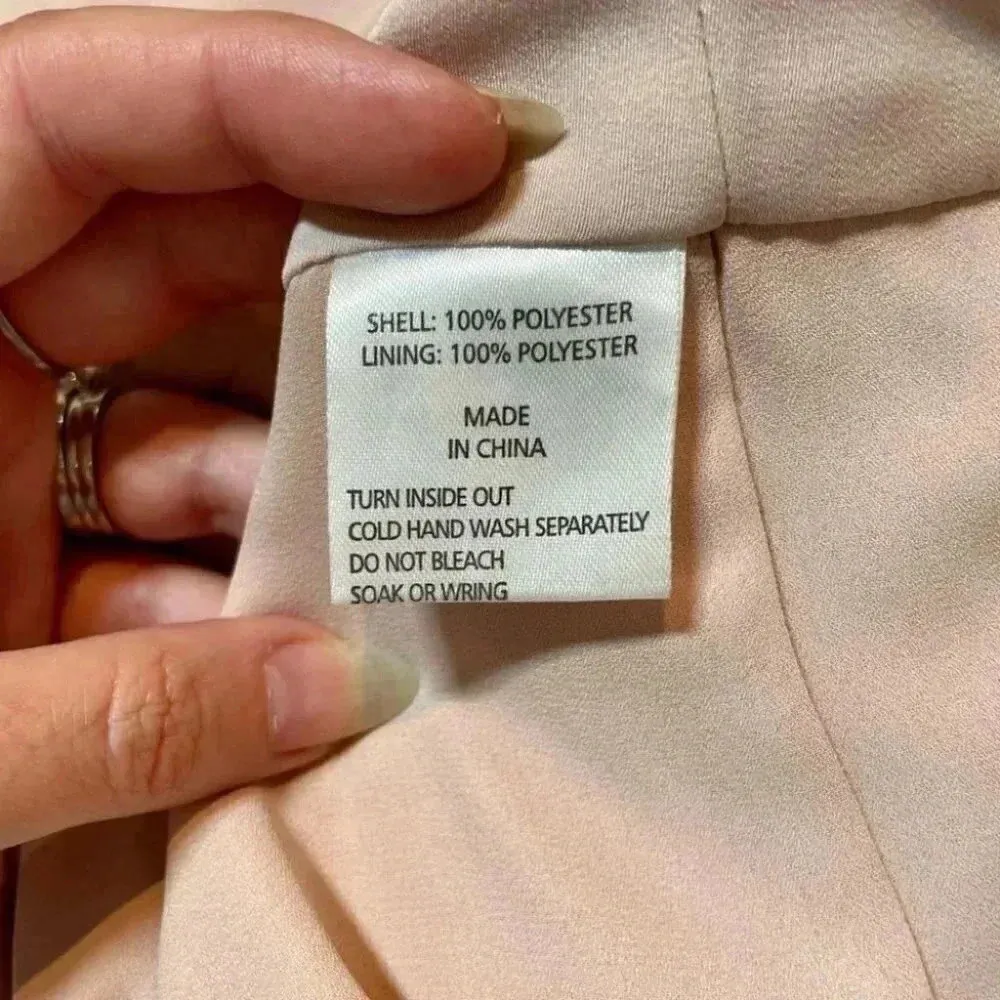 SHELL: 100% POLYESTER
LINING: 100% POLYESTER
MADE
IN CHINA
TURN INSIDE OUT
COLD HAND WASH SEPARATELY
DO NOT BLEACH
SOAK OR WRING